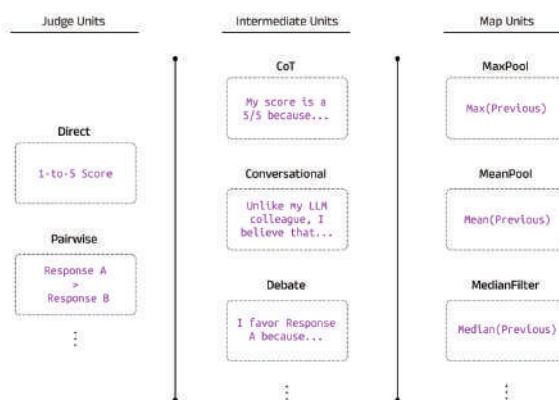 Judge Units
Direct
1-to-5 Score
Pairwise
Response A
>
Response B
Intermediate Units
CoT
My score is a
5/5 because...
Conversational
Unlike my LLM
colleague, I
believe that...
Debate
I favor Response
A because...
Map Units
MaxPool
Max(Previous)
MeanPool
Mean(Previous)
MedianFilter
Median(Previous)